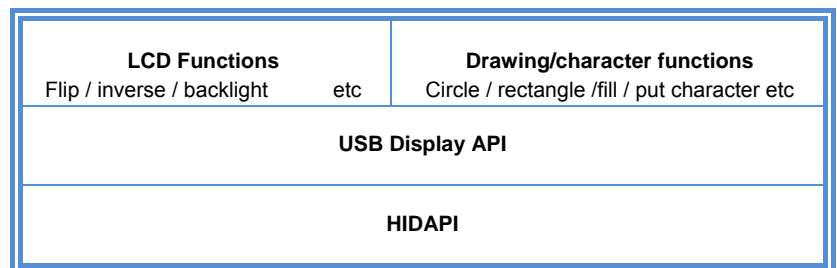 LCD Functions
Flip / inverse / backlight etc
Drawing/character functions
Circle / rectangle /fill / put character etc
USB Display API
HIDAPI